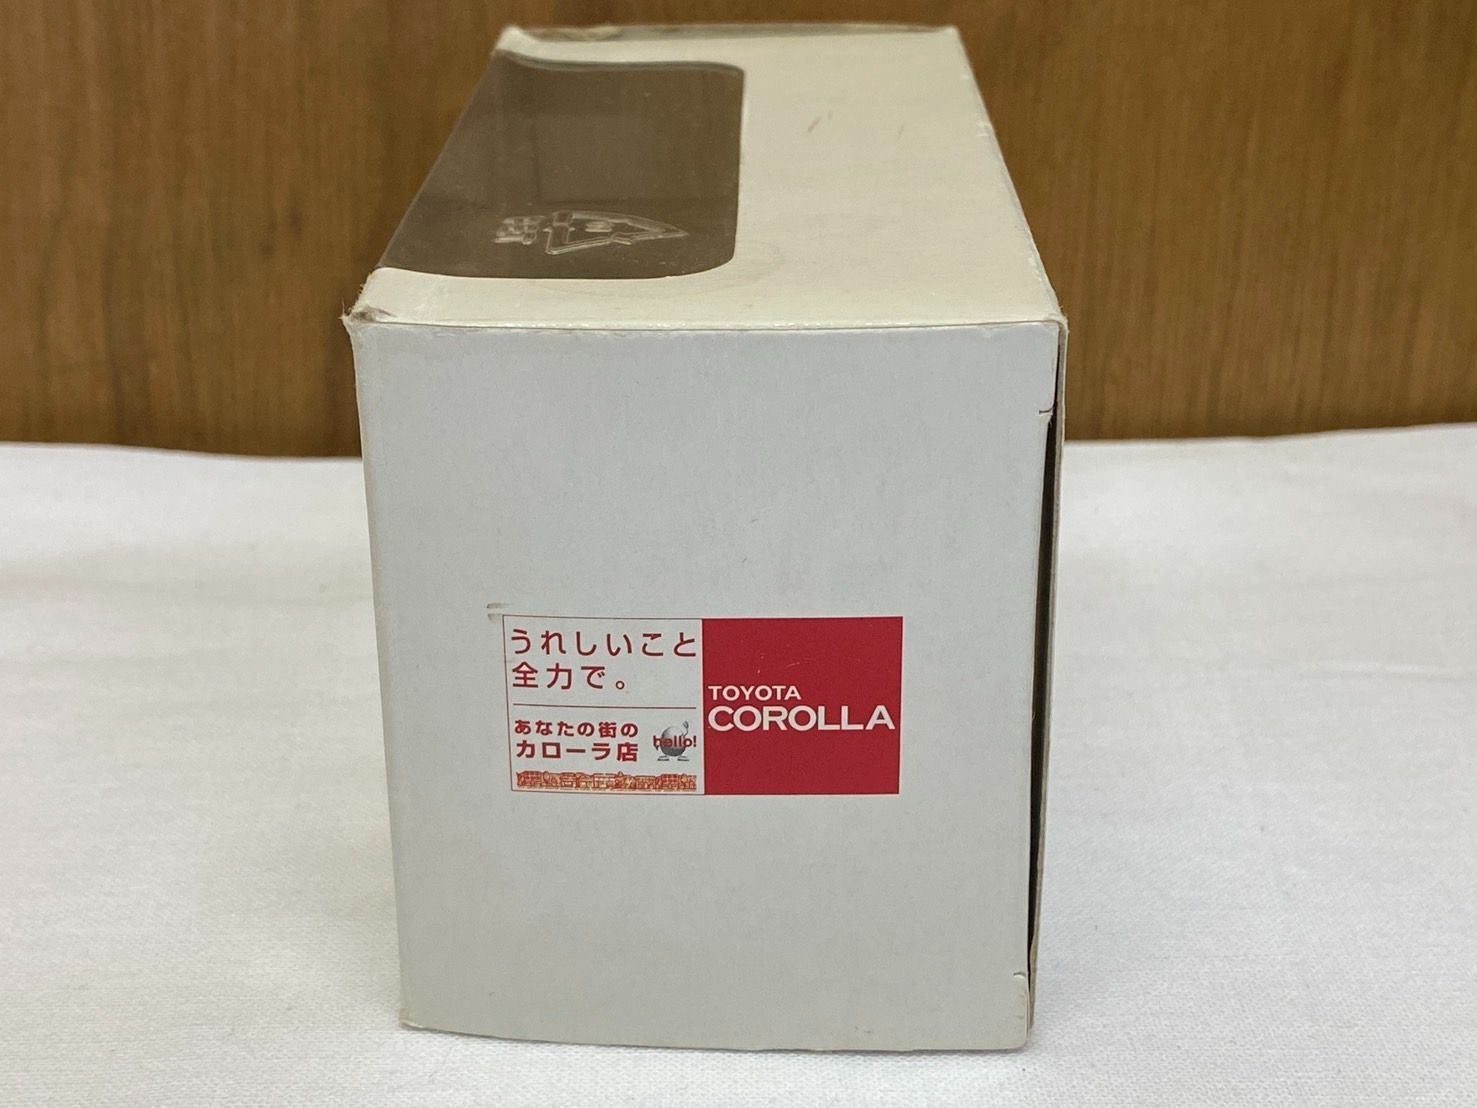 うれしいこと
全力で。
あなたの街の
カローラ店
hello!
TOYOTA
COROLLA